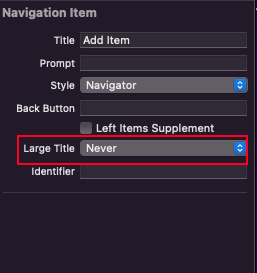 Navigation Item
Title Add Item
Prompt
Style Navigator
Back Button
Left Items Supplement
Large Title Never
Identifier